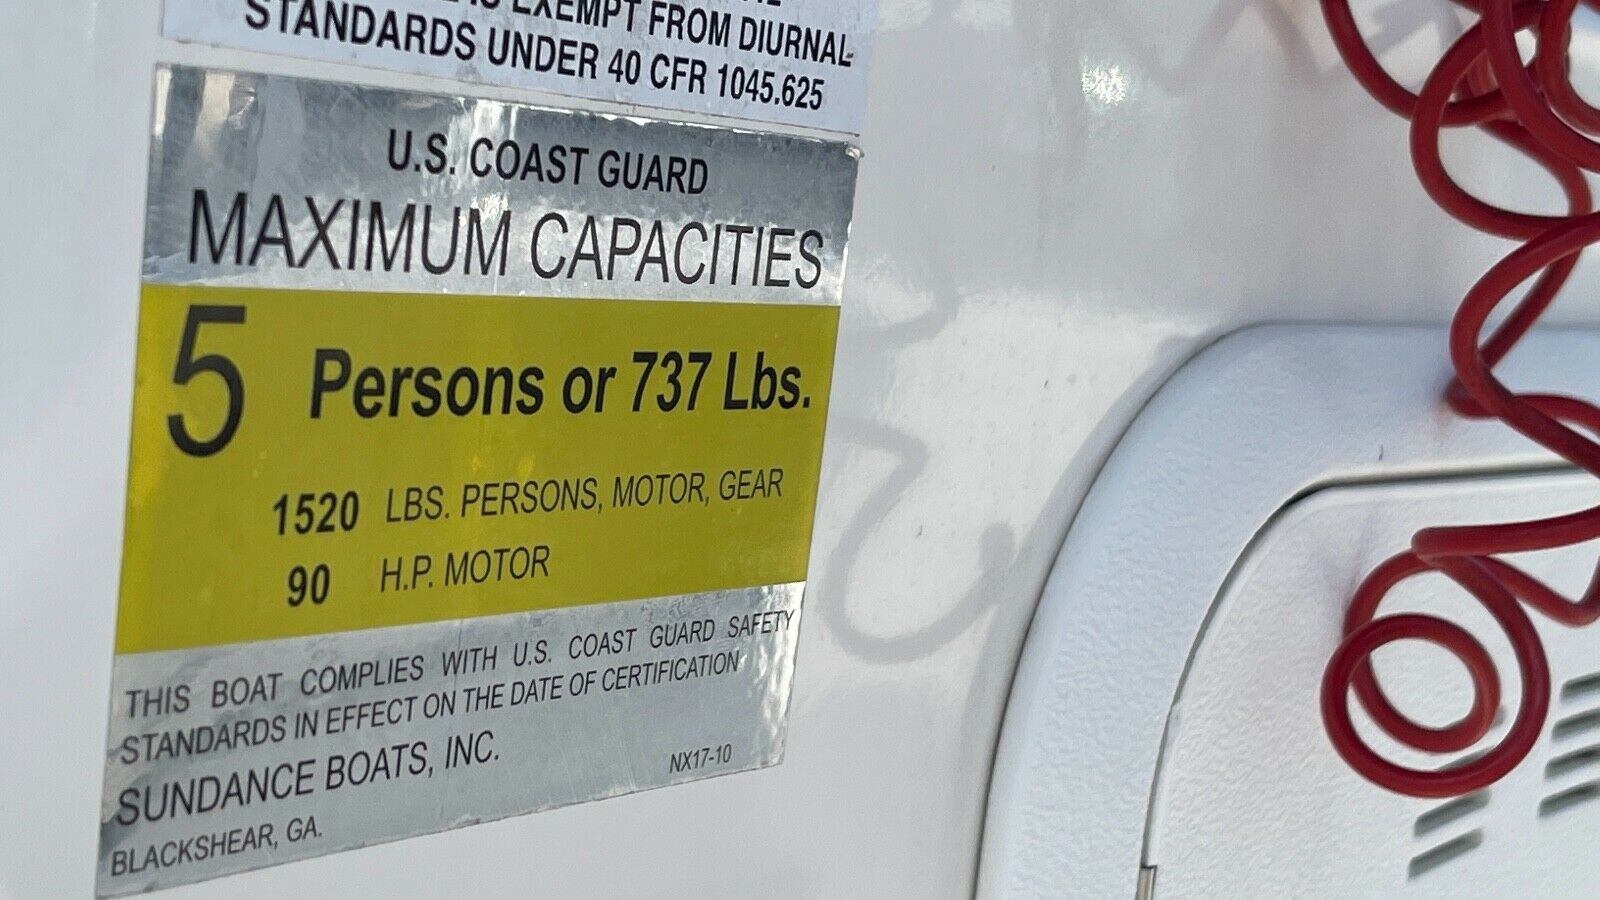 EXEMPT FROM DIURNAL
STANDARDS UNDER 40 CFR 1045.625
U.S. COAST GUARD
MAXIMUM CAPACITIES
5 Persons or 737 Lbs.
1520 LBS. PERSONS, MOTOR, GEAR
90 H.P. MOTOR
THIS BOAT COMPLIES WITH U.S. COAST GUARD SAFETY
STANDARDS IN EFFECT ON THE DATE OF CERTIFICATION
SUNDANCE BOATS, INC. NX17-10
BLACKSHEAR, GA.